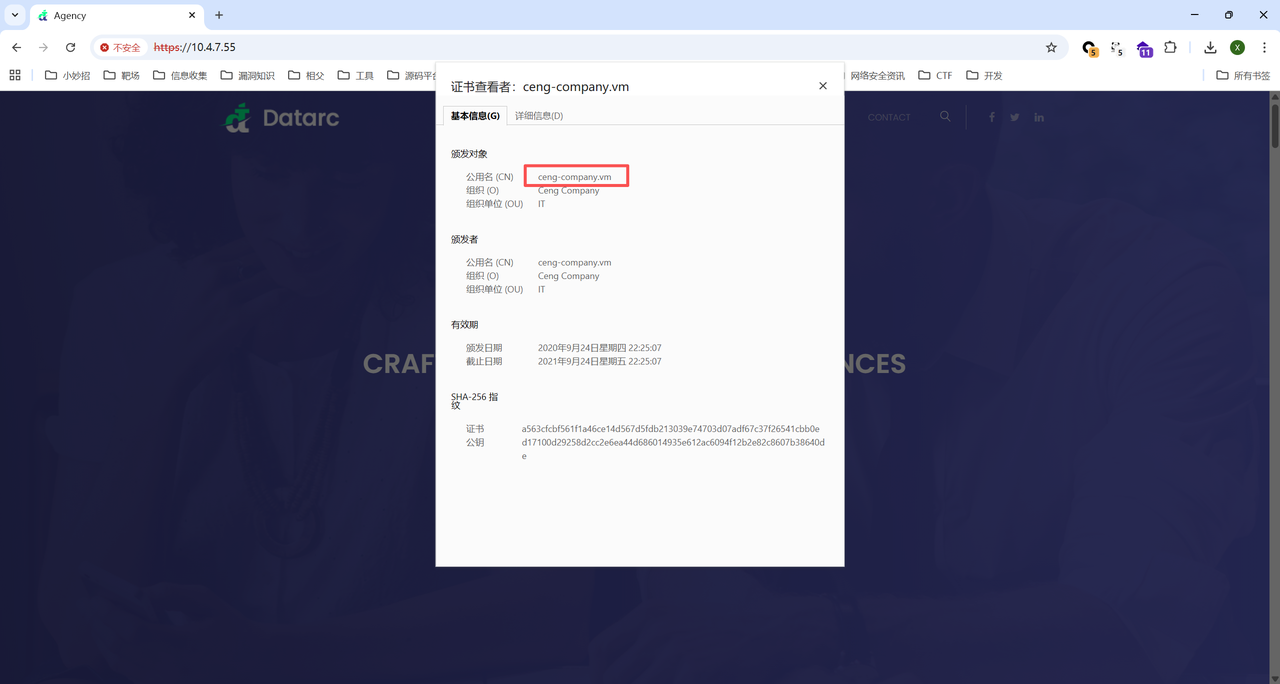 Agency
不安全 https://10.4.7.55
5 5 11 X
小妙招 靶场 信息收集 漏洞知识 相父 工具 源码平台 网络安全资讯 CTF 开发 所有书签
Datarc CONTACT
证书查看者：ceng-company.vm
基本信息(G) 详细信息(D)
颁发对象
公用名 (CN) ceng-company.vm
组织 (O) Ceng Company
组织单位 (OU) IT
颁发者
公用名 (CN) ceng-company.vm
组织 (O) Ceng Company
组织单位 (OU) IT
有效期
颁发日期 2020年9月24日星期四 22:25:07
截止日期 2021年9月24日星期五 22:25:07
CRAF NCES
SHA-256 指
纹
证书 a563cfcbf561f1a46ce14d567d5fdb213039e74703d07adf67c37f26541cbb0e
公钥 d17100d29258d2cc2e6ea44d686014935e612ac6094f12b2e82c8607b38640d
e